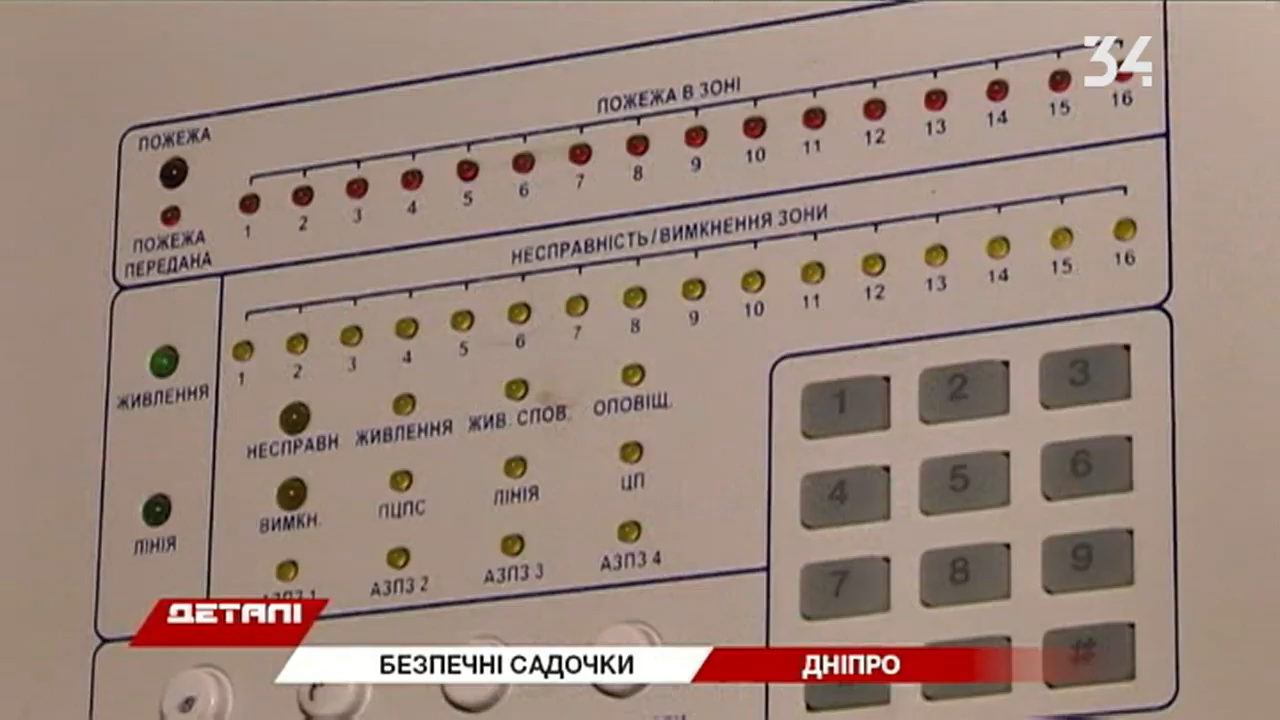 34
ПОЖЕЖА В ЗОНІ
ПОЖЕЖА
1 2 3 4 5 6 7 8 9 10 11 12 13 14 15 16
ПОЖЕЖА
ПЕРЕДАНА
НЕСПРАВНІСТЬ/ВИМКНЕННЯ ЗОНИ
1 2 3 4 5 6 7 8 9 10 11 12 13 14 15 16
ЖИВЛЕННЯ
НЕСПРАВН ЖИВЛЕННЯ ЖИВ. СПОВ. ОПОВІЩ.
ВИМКН. ПЦПС ЛІНІЯ ЦП
ЛІНІЯ
АЗПЗ 1 АЗПЗ 2 АЗПЗ 3 АЗПЗ 4
1 2 3
4 5 6
7 8 9
#
ДЕТАЛІ
БЕЗПЕЧНІ САДОЧКИ
ДНІПРО